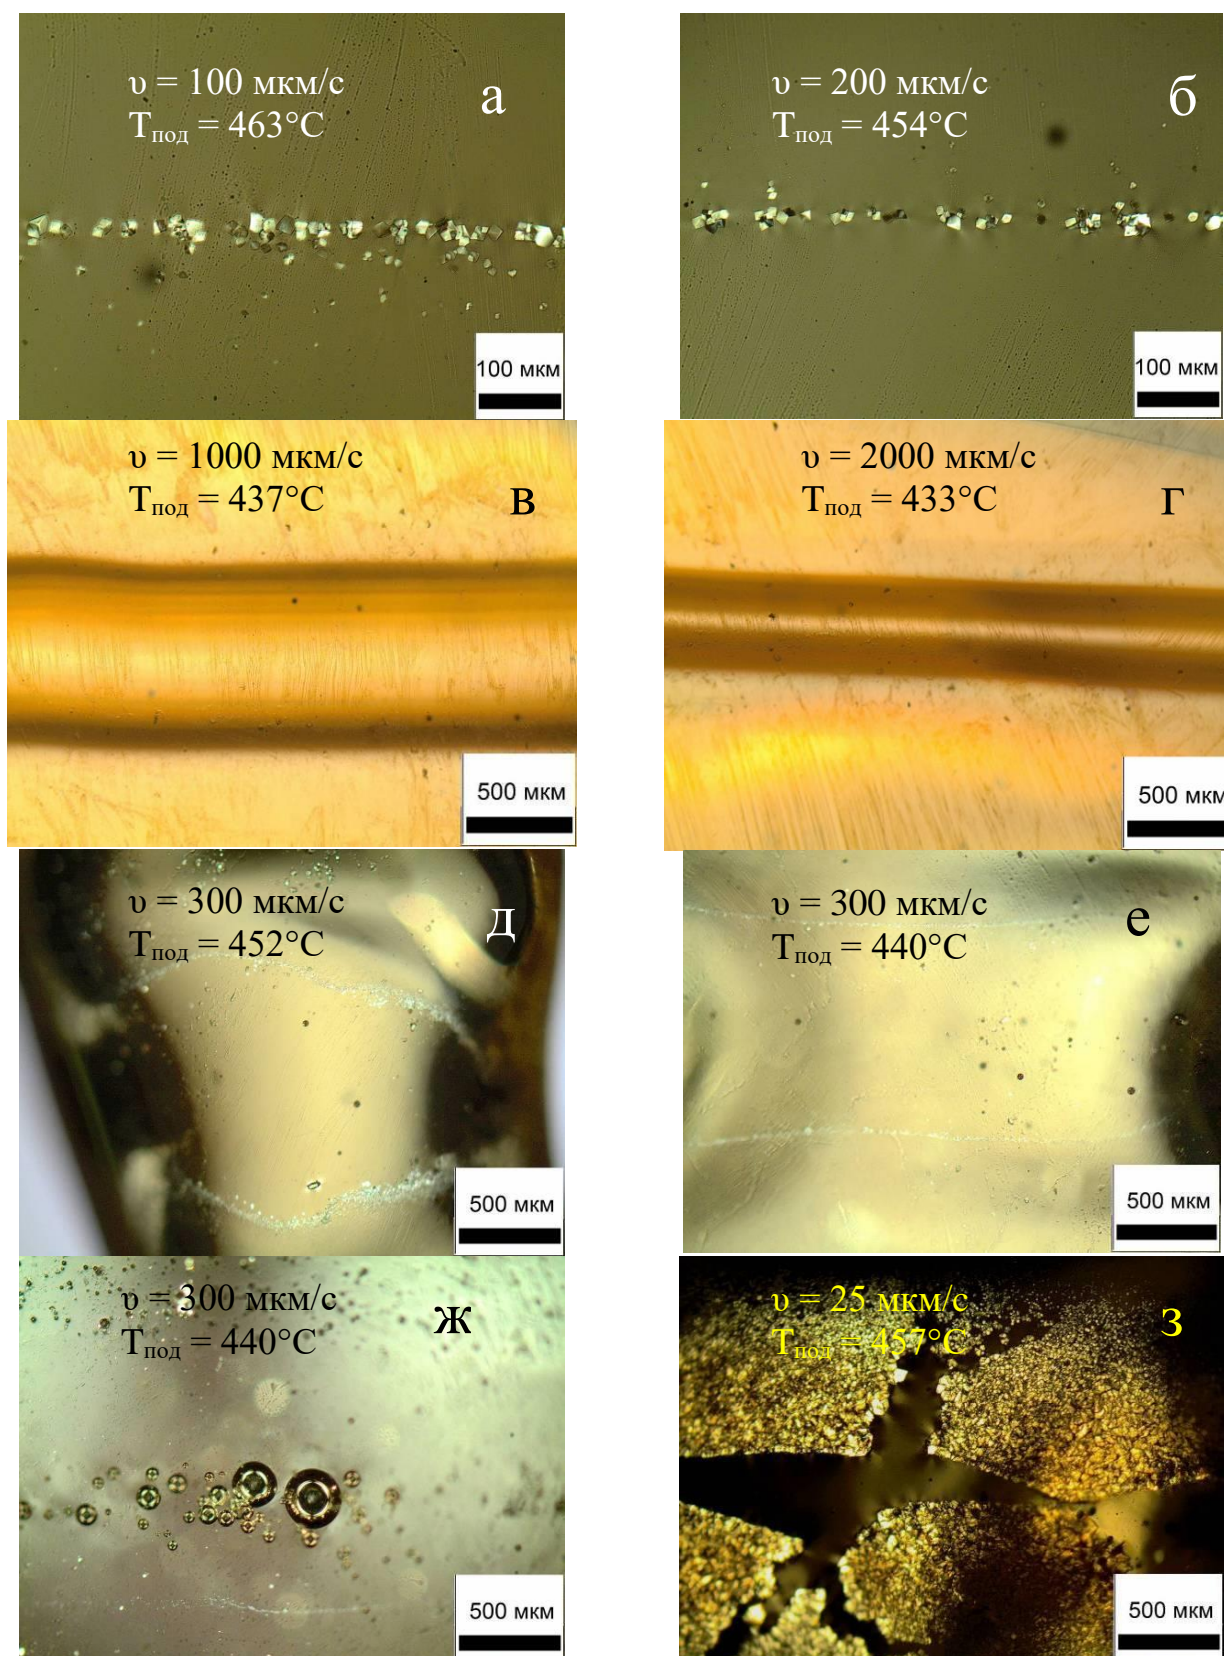 υ = 100 мкм/с
Tпод = 463°C
а
100 мкм
υ = 200 мкм/с
Tпод = 454°C
б
100 мкм
υ = 1000 мкм/с
Tпод = 437°C
в
500 мкм
υ = 2000 мкм/с
Tпод = 433°C
г
500 мкм
υ = 300 мкм/с
Tпод = 452°C
д
500 мкм
υ = 300 мкм/с
Tпод = 440°C
е
500 мкм
υ = 300 мкм/с
Tпод = 440°C
ж
500 мкм
υ = 25 мкм/с
Tпод = 457°C
з
500 мкм